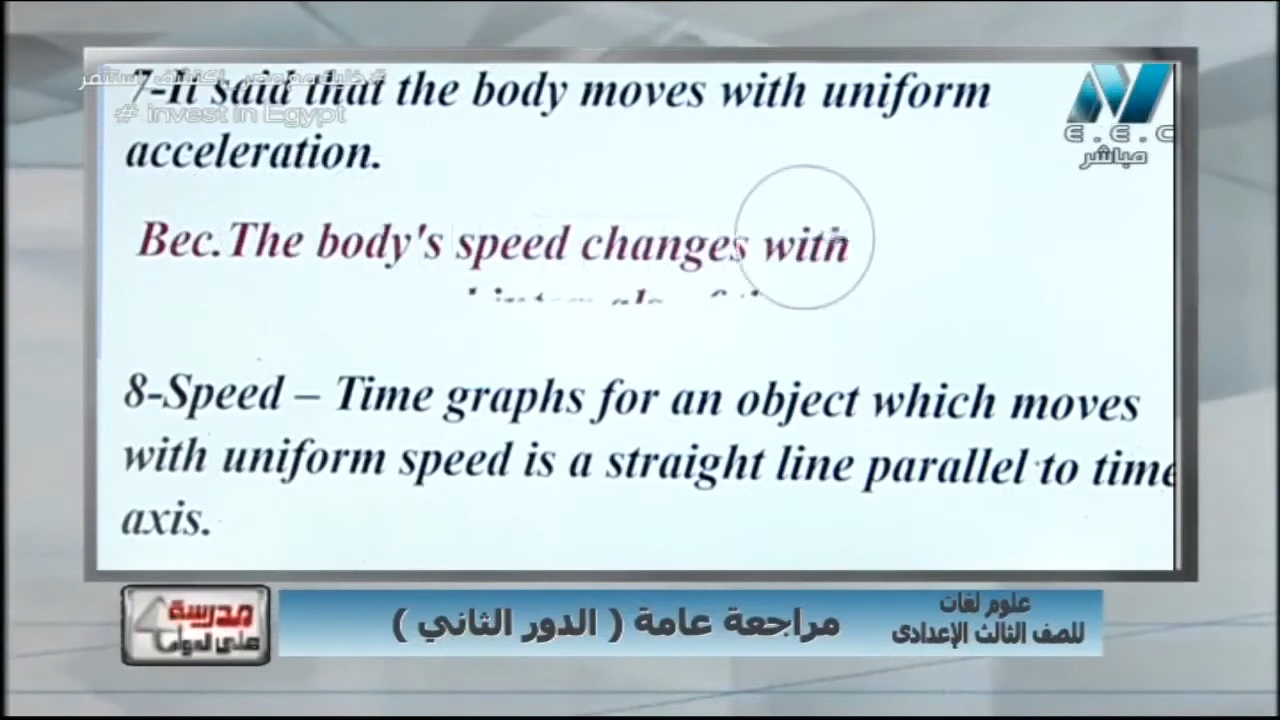 7-It said that the body moves with uniform
acceleration.
# invest in Egypt
Bec.The body's speed changes with
8-Speed – Time graphs for an object which moves
with uniform speed is a straight line parallel to time
axis.
E.E.C
مباشر
مدرسة
على الهواء
مراجعة عامة ( الدور الثاني )
علوم لغات
للصف الثالث الإعدادى